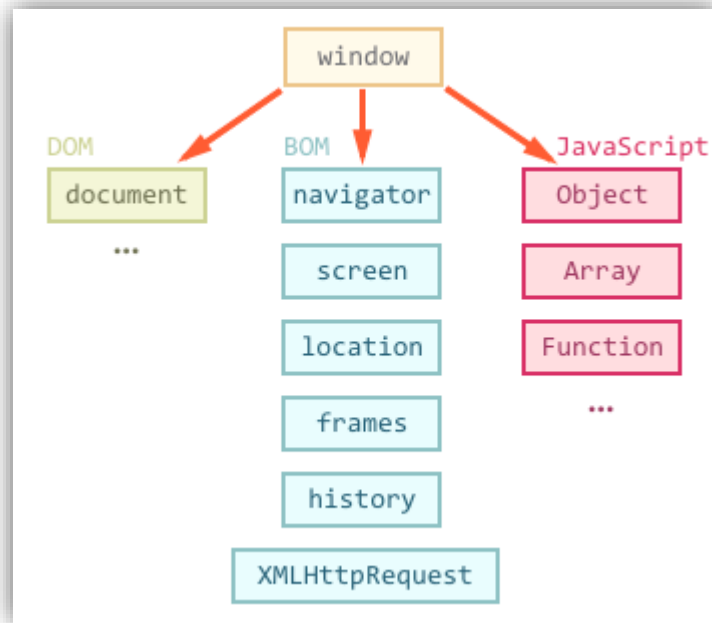 window
DOM
BOM
JavaScript
document
navigator
Object
...
screen
Array
location
Function
frames
...
history
XMLHttpRequest